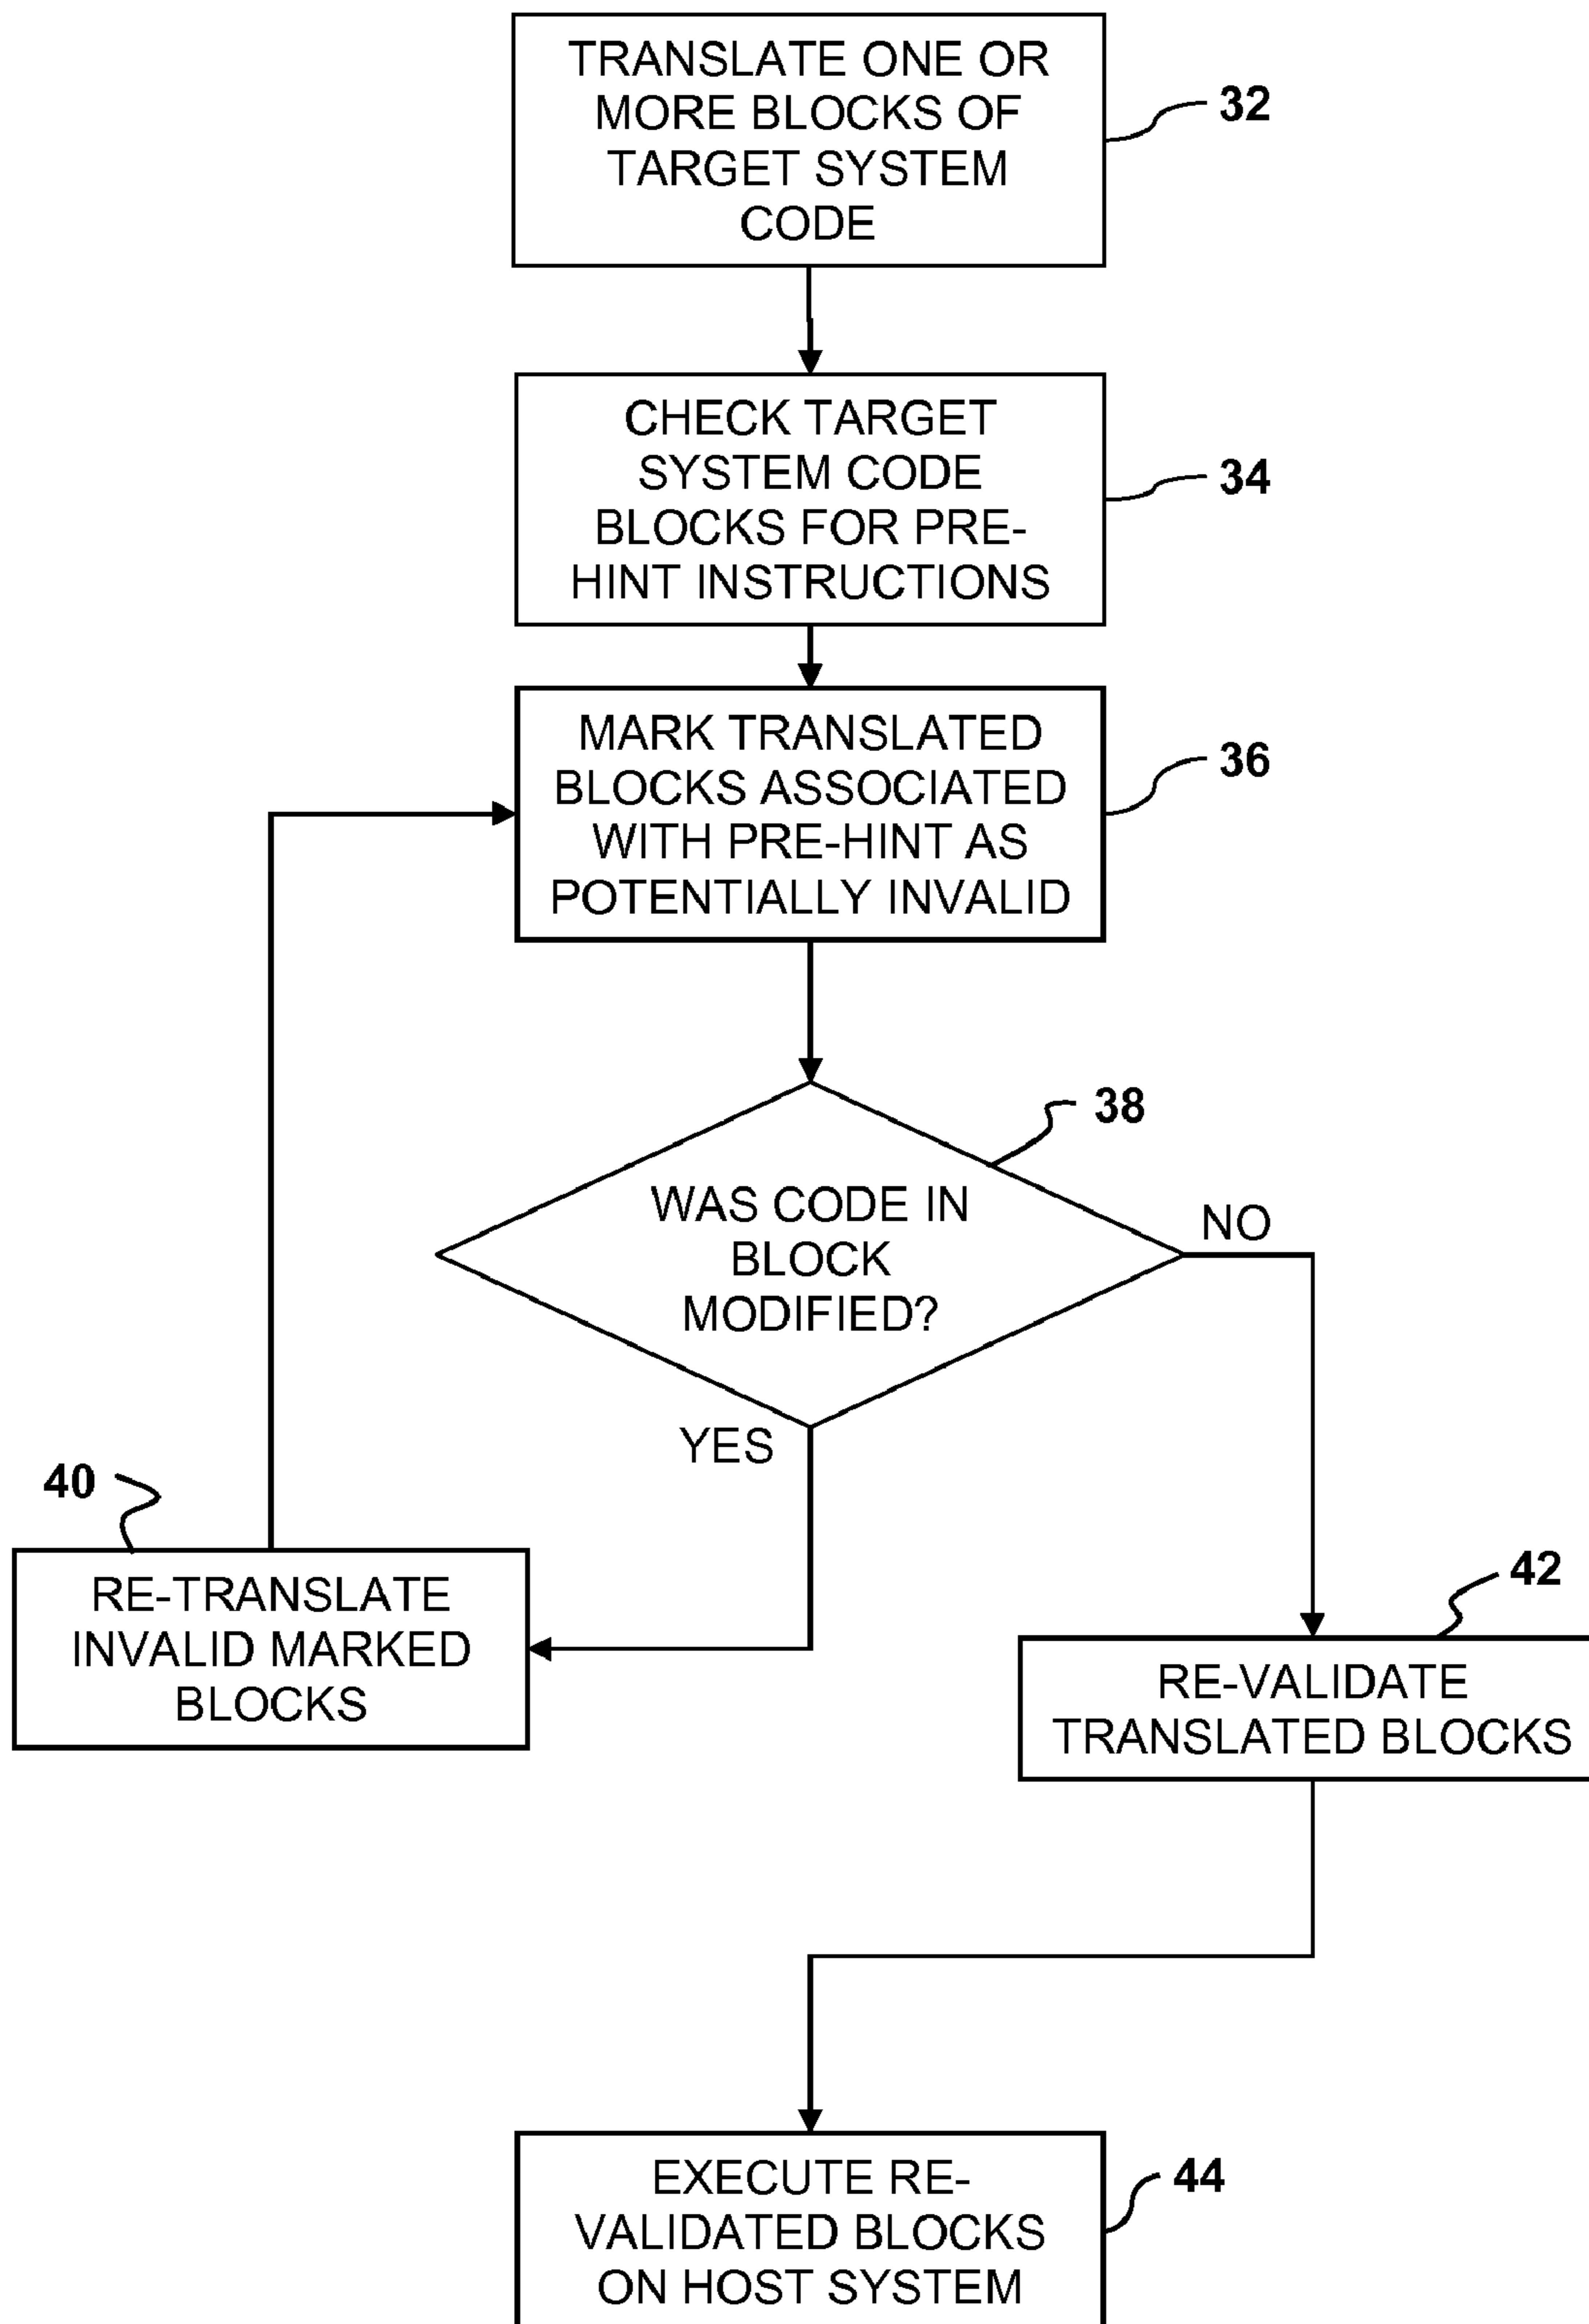 TRANSLATE ONE OR
MORE BLOCKS OF
TARGET SYSTEM
CODE
32
CHECK TARGET
SYSTEM CODE
BLOCKS FOR PRE-
HINT INSTRUCTIONS
34
MARK TRANSLATED
BLOCKS ASSOCIATED
WITH PRE-HINT AS
POTENTIALLY INVALID
36
38
WAS CODE IN
BLOCK
MODIFIED?
NO
YES
40
RE-TRANSLATE
INVALID MARKED
BLOCKS
42
RE-VALIDATE
TRANSLATED BLOCKS
EXECUTE RE-
VALIDATED BLOCKS
ON HOST SYSTEM
44